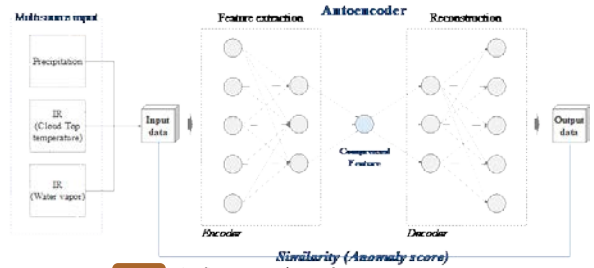 Autoencoder
Multi-source input
Feature extraction
Reconstruction
Precipitation
IR
(Cloud Top
temperature)
IR
(Water vapor)
Input
data
Compressed
Feature
Output
data
Encoder
Decoder
Similarity (Anomaly score)